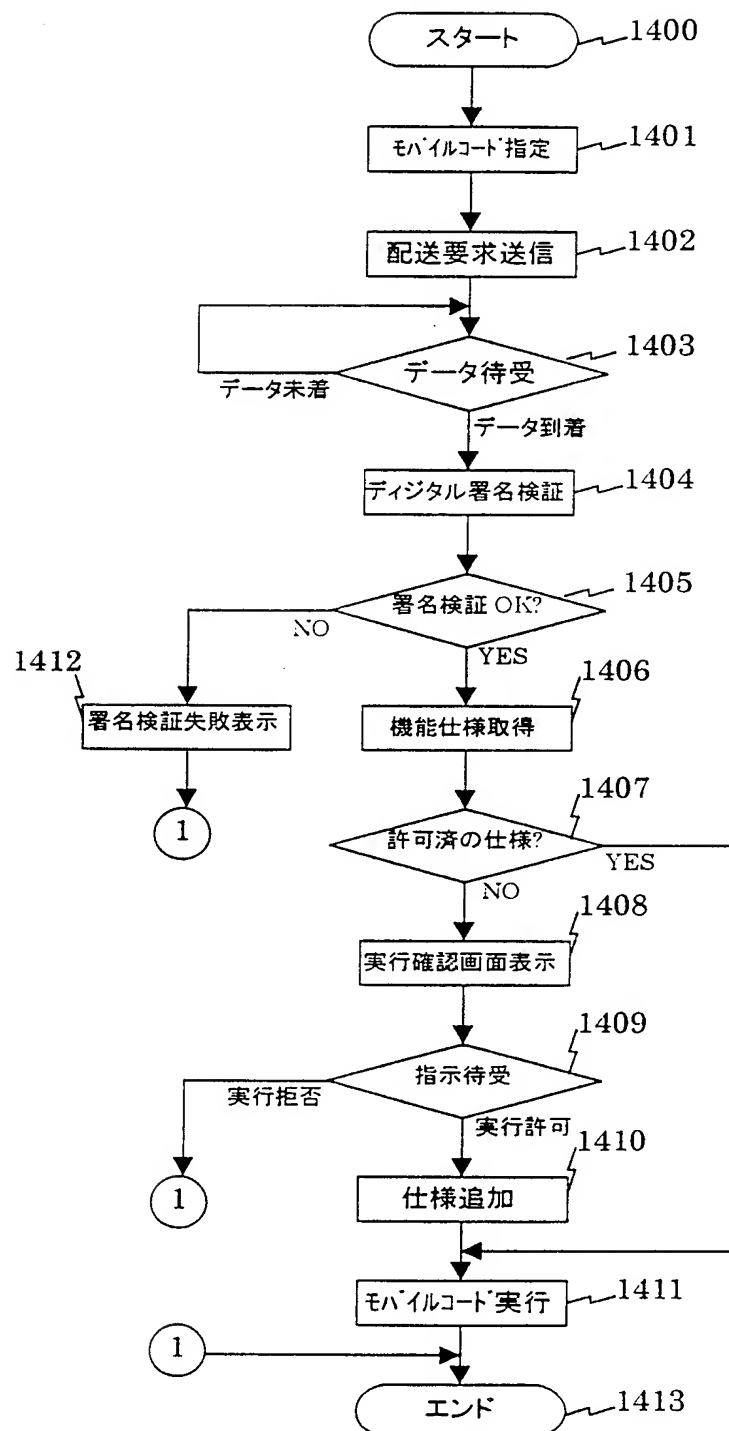 スタート
1400
モバイルコード指定
1401
配送要求送信
1402
データ待受
1403
データ未着
データ到着
ディジタル署名検証
1404
署名検証OK?
1405
NO
YES
1412
署名検証失敗表示
機能仕様取得
1406
1
許可済の仕様?
1407
YES
NO
実行確認画面表示
1408
指示待受
1409
実行拒否
実行許可
1
仕様追加
1410
モバイルコード実行
1411
1
エンド
1413